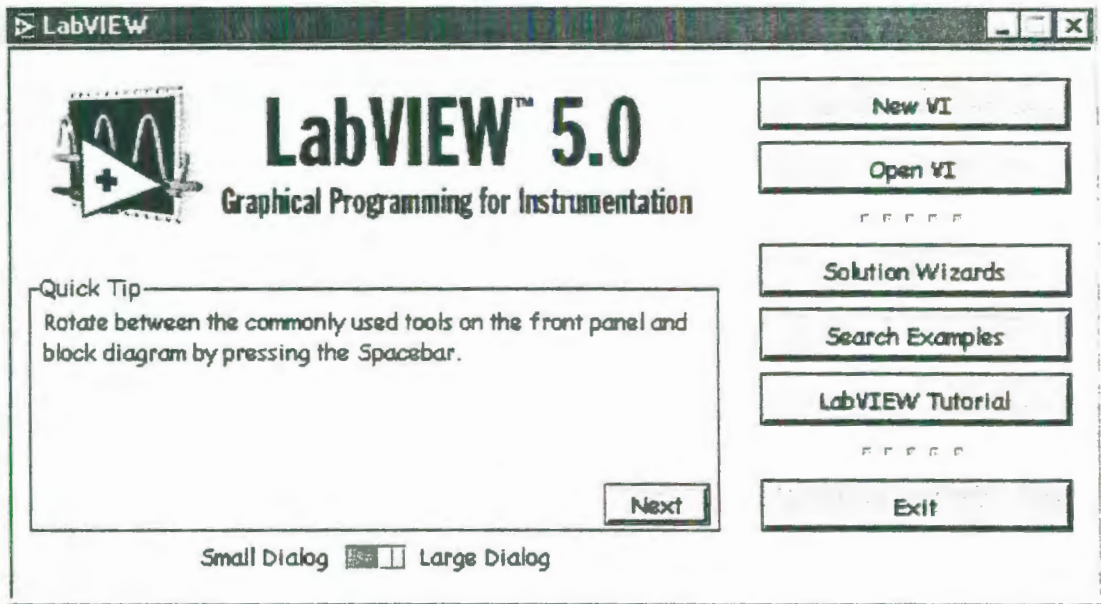 LabVIEW
LabVIEW™ 5.0
Graphical Programming for Instrumentation
Quick Tip
Rotate between the commonly used tools on the front panel and
block diagram by pressing the Spacebar.
Next
Small Dialog Large Dialog
New VI
Open VI
Solution Wizards
Search Examples
LabVIEW Tutorial
Exit